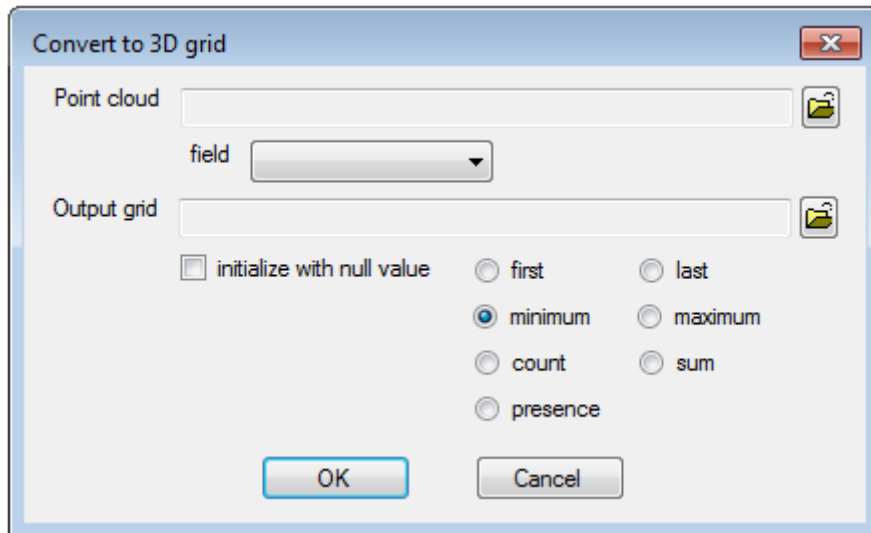 Convert to 3D grid
Point cloud
field
Output grid
initialize with null value first last
minimum maximum
count sum
presence
OK Cancel